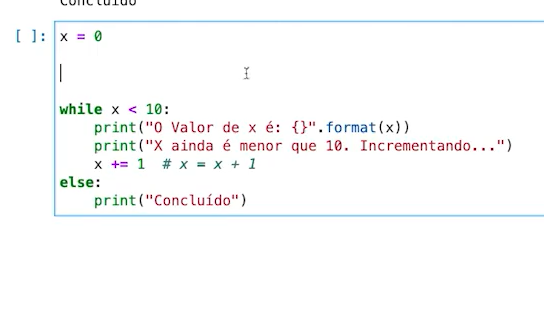 Concluído
[ ]: x = 0
while x < 10:
    print("O Valor de x é: {}".format(x))
    print("X ainda é menor que 10. Incrementando...")
    x += 1  # x = x + 1
else:
    print("Concluído")